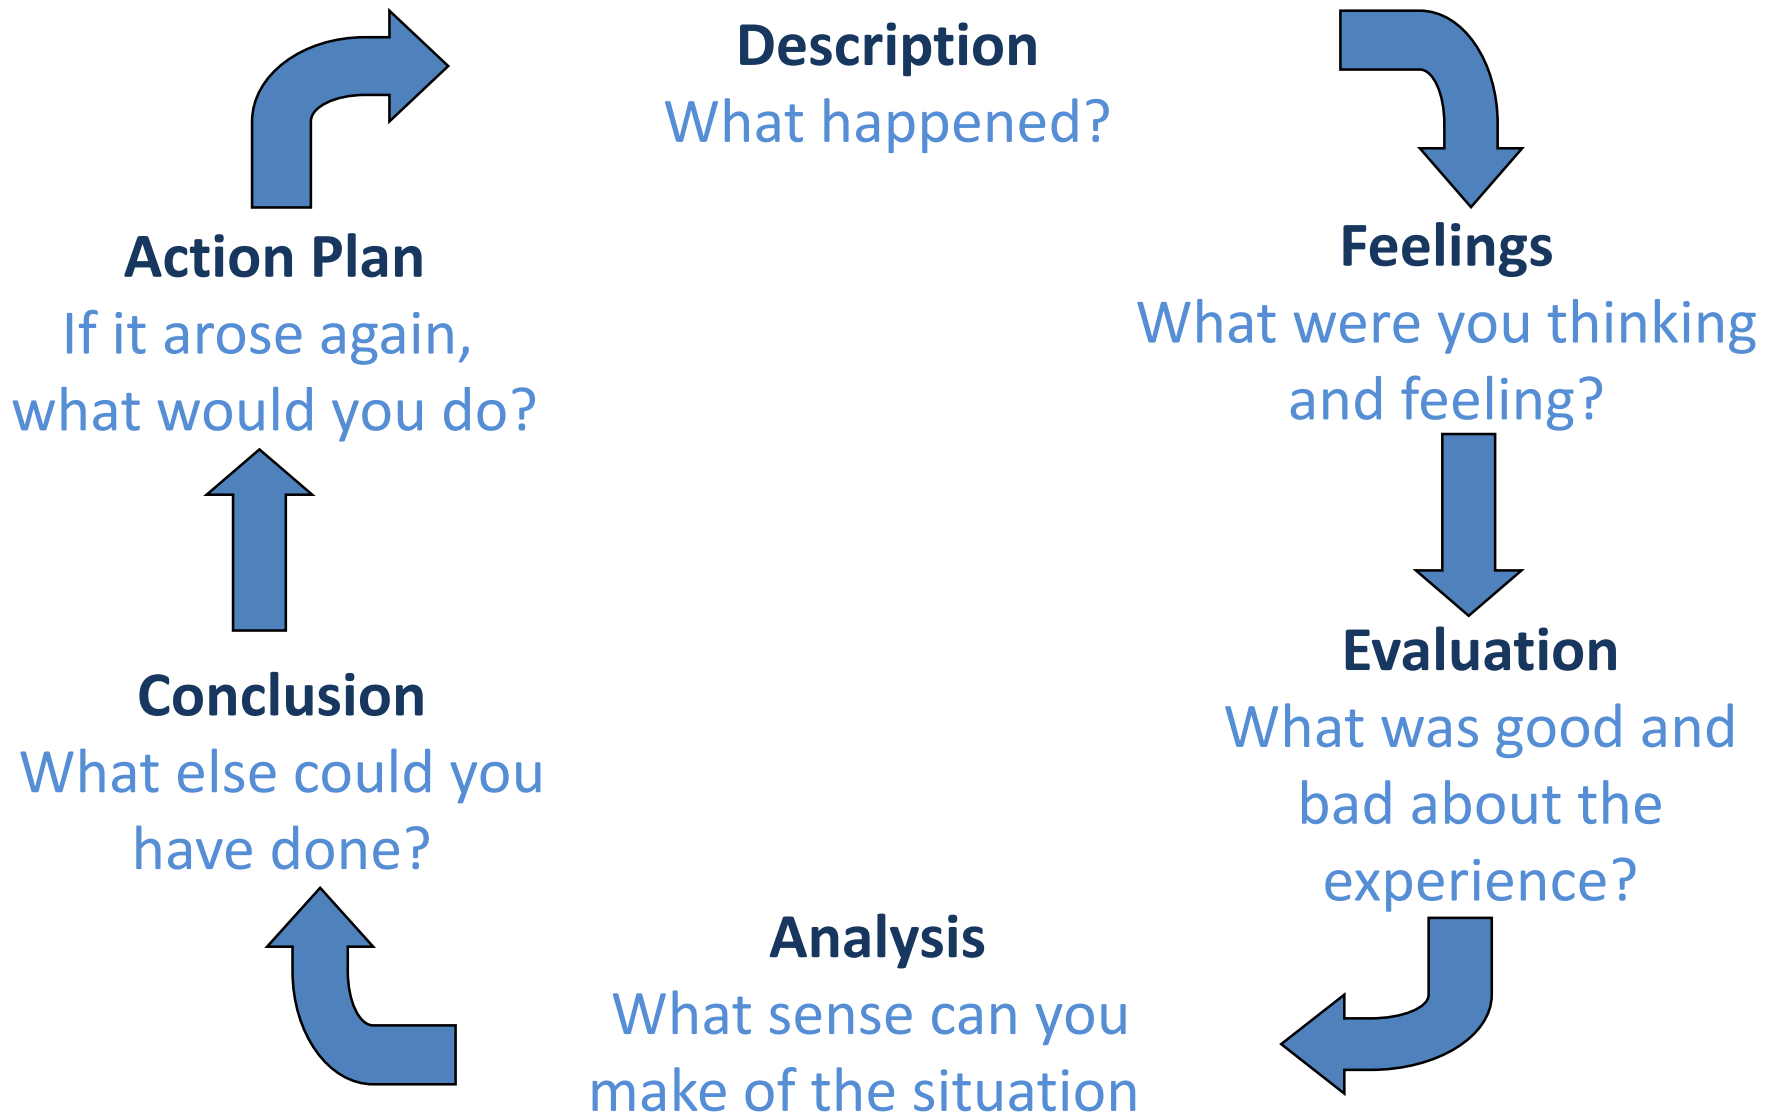 Description
What happened?
Feelings
What were you thinking
and feeling?
Evaluation
What was good and
bad about the
experience?
Analysis
What sense can you
make of the situation
Conclusion
What else could you
have done?
Action Plan
If it arose again,
what would you do?